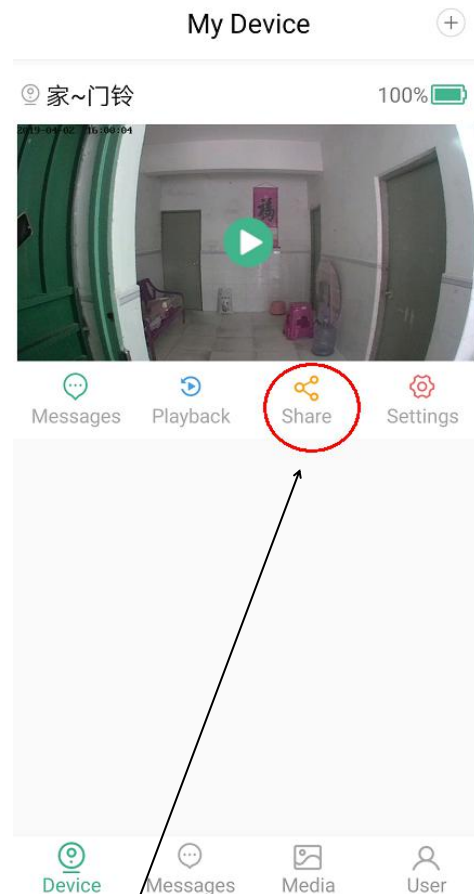 My Device
家~门铃 100%
2019-04-02 16:00:04
福
Messages Playback Share Settings
Device Messages Media User